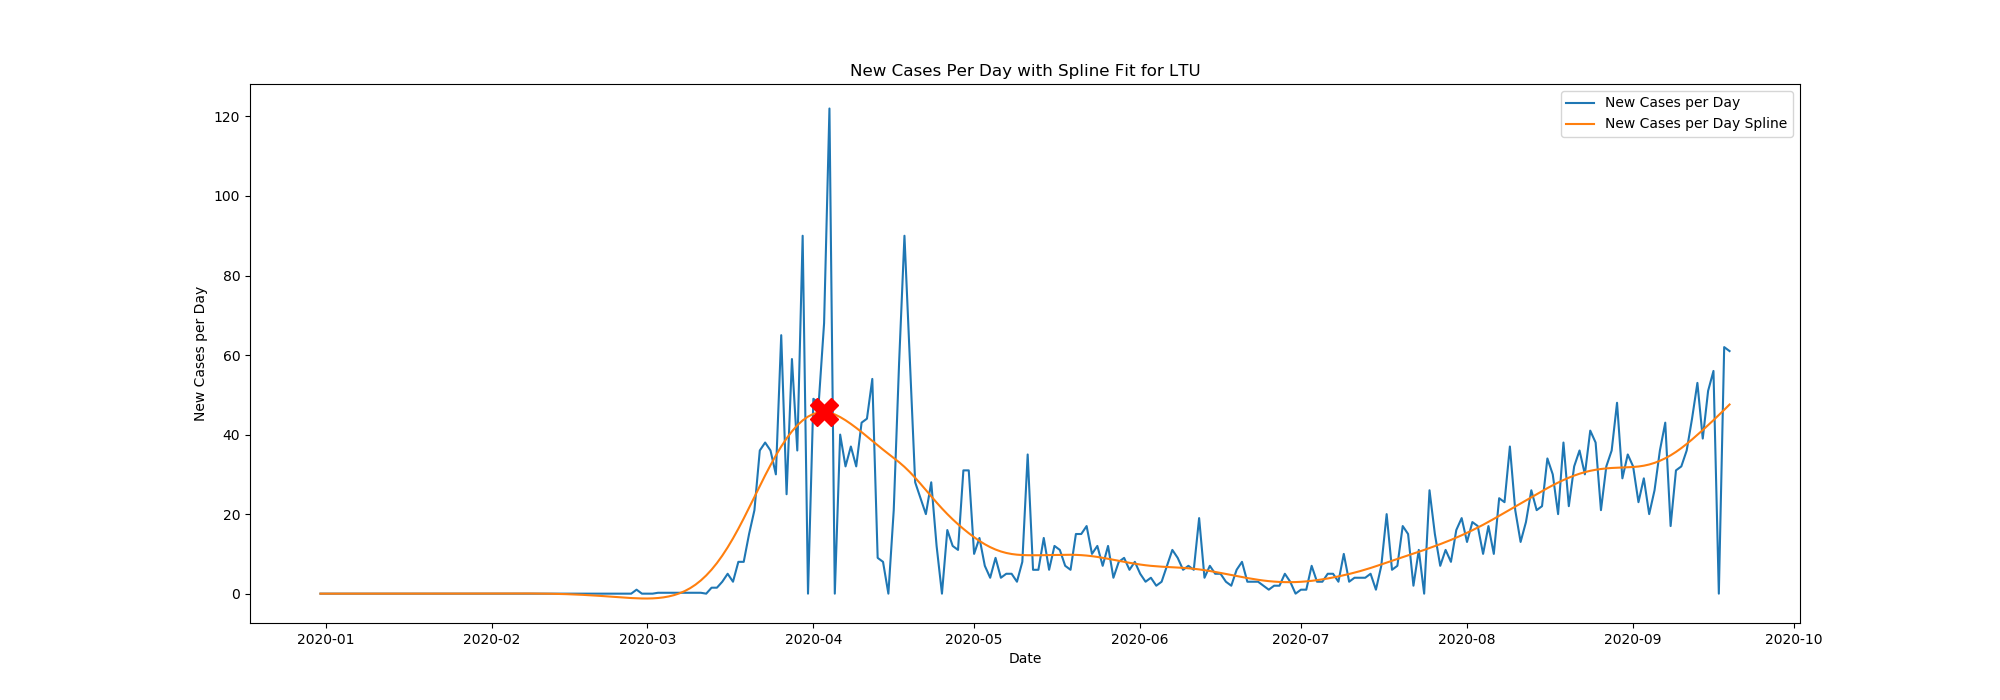 New Cases Per Day with Spline Fit for LTU
New Cases per Day
New Cases per Day Spline
120
100
80
60
40
20
0
New Cases per Day
2020-01 2020-02 2020-03 2020-04 2020-05 2020-06 2020-07 2020-08 2020-09 2020-10
Date